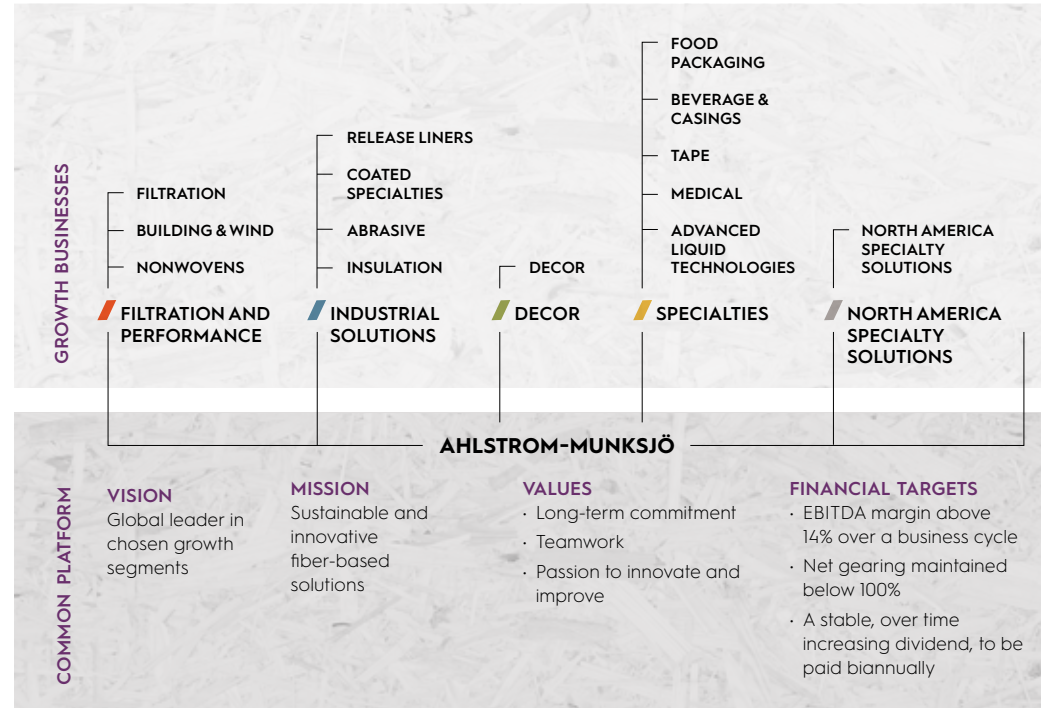 GROWTH BUSINESSES
FILTRATION
BUILDING & WIND
NONWOVENS
FILTRATION AND
PERFORMANCE
RELEASE LINERS
COATED
SPECIALTIES
ABRASIVE
INSULATION
INDUSTRIAL
SOLUTIONS
DECOR
DECOR
FOOD
PACKAGING
BEVERAGE &
CASINGS
TAPE
MEDICAL
ADVANCED
LIQUID
TECHNOLOGIES
SPECIALTIES
NORTH AMERICA
SPECIALTY
SOLUTIONS
NORTH AMERICA
SPECIALTY
SOLUTIONS
AHLSTROM-MUNKSJÖ
COMMON PLATFORM
VISION
Global leader in
chosen growth
segments
MISSION
Sustainable and
innovative
fiber-based
solutions
VALUES
· Long-term commitment
· Teamwork
· Passion to innovate and
improve
FINANCIAL TARGETS
· EBITDA margin above
14% over a business cycle
· Net gearing maintained
below 100%
· A stable, over time
increasing dividend, to be
paid biannually